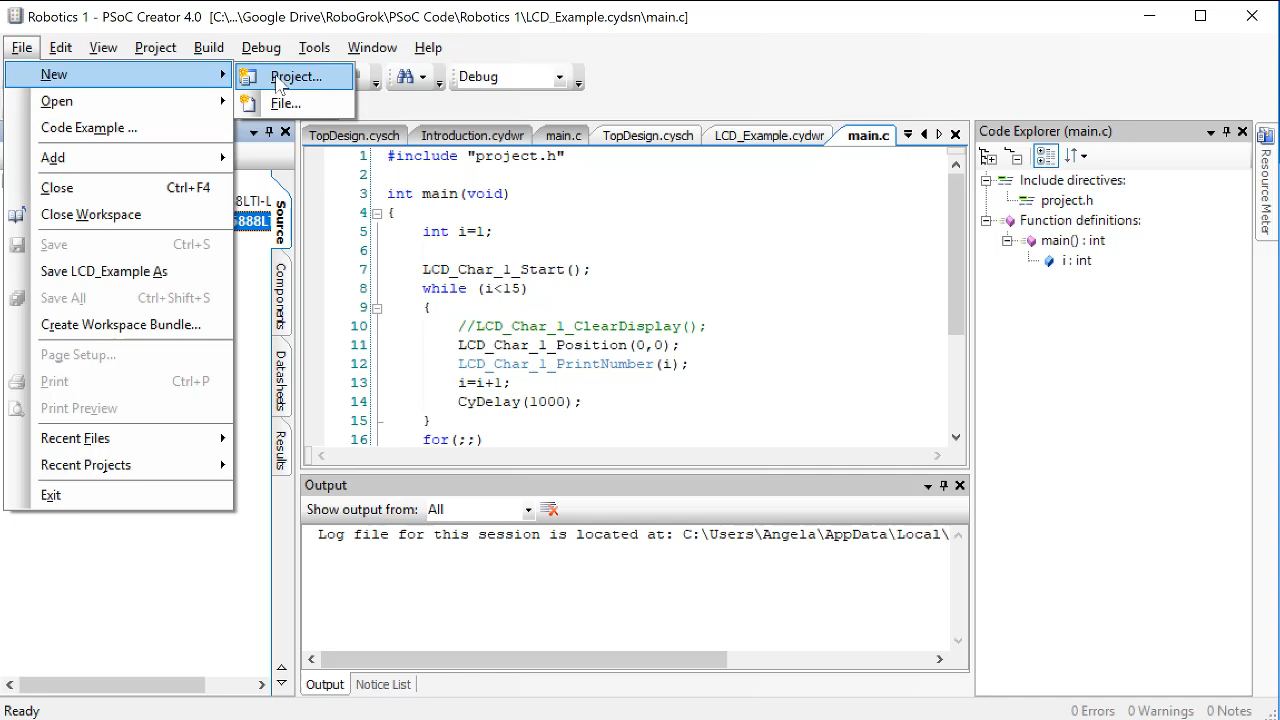 Robotics 1 - PSoC Creator 4.0 [C:\...\Google Drive\RoboGrok\PSoC Code\Robotics 1\LCD_Example.cydsn\main.c]
File Edit View Project Build Debug Tools Window Help
New
Open
Code Example ...
Add
Close Ctrl+F4
Close Workspace
Save Ctrl+S
Save LCD_Example As
Save All Ctrl+Shift+S
Create Workspace Bundle...
Page Setup...
Print Ctrl+P
Print Preview
Recent Files
Recent Projects
Exit
Project...
File...
Debug
8LTI-L
5888L
Source
Components
Datasheets
Results
TopDesign.cysch Introduction.cydwr main.c TopDesign.cysch LCD_Example.cydwr main.c
1 #include "project.h"
2
3 int main(void)
4 {
5 int i=1;
6
7 LCD_Char_1_Start();
8 while (i<15)
9 {
10 //LCD_Char_1_ClearDisplay();
11 LCD_Char_1_Position(0,0);
12 LCD_Char_1_PrintNumber(i);
13 i=i+1;
14 CyDelay(1000);
15 }
16 for(;;)
Output
Show output from: All
Log file for this session is located at: C:\Users\Angela\AppData\Local\
Output Notice List
Code Explorer (main.c)
Include directives:
project.h
Function definitions:
main() : int
i : int
Resource Meter
Ready 0 Errors 0 Warnings 0 Notes